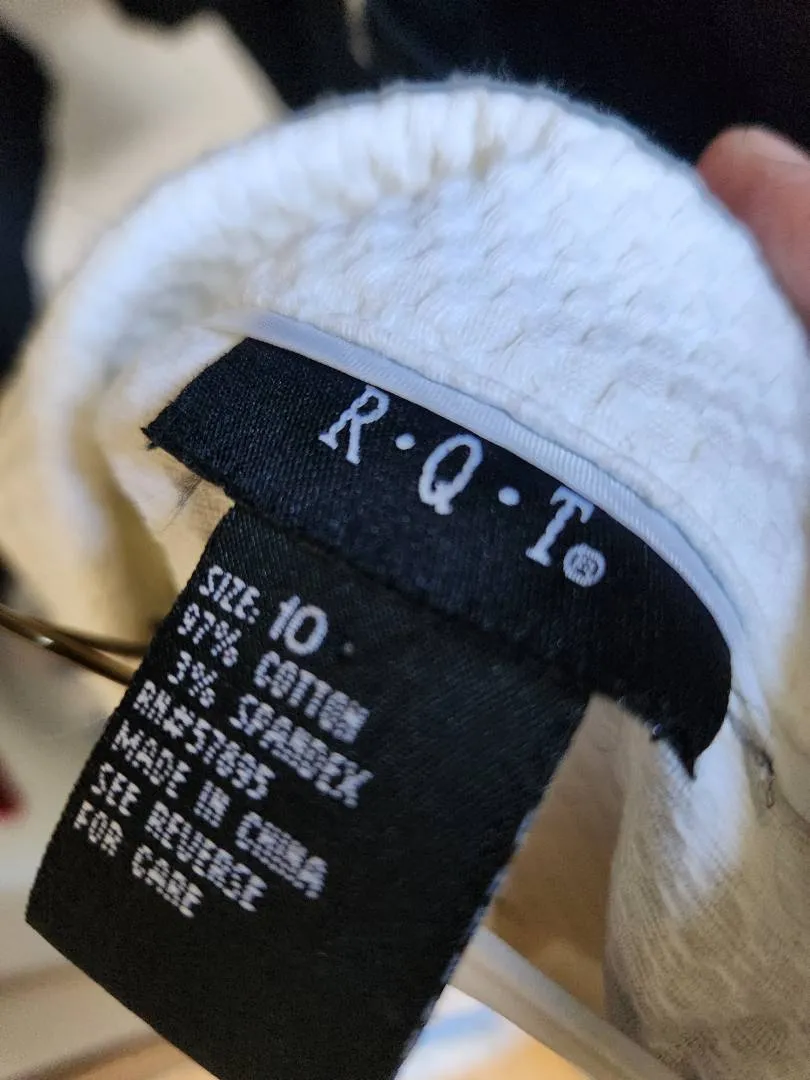 R·Q·T®
SIZE: 10
97% COTTON
3% SPANDEX
RN#57695
MADE IN CHINA
SEE REVERSE
FOR CARE